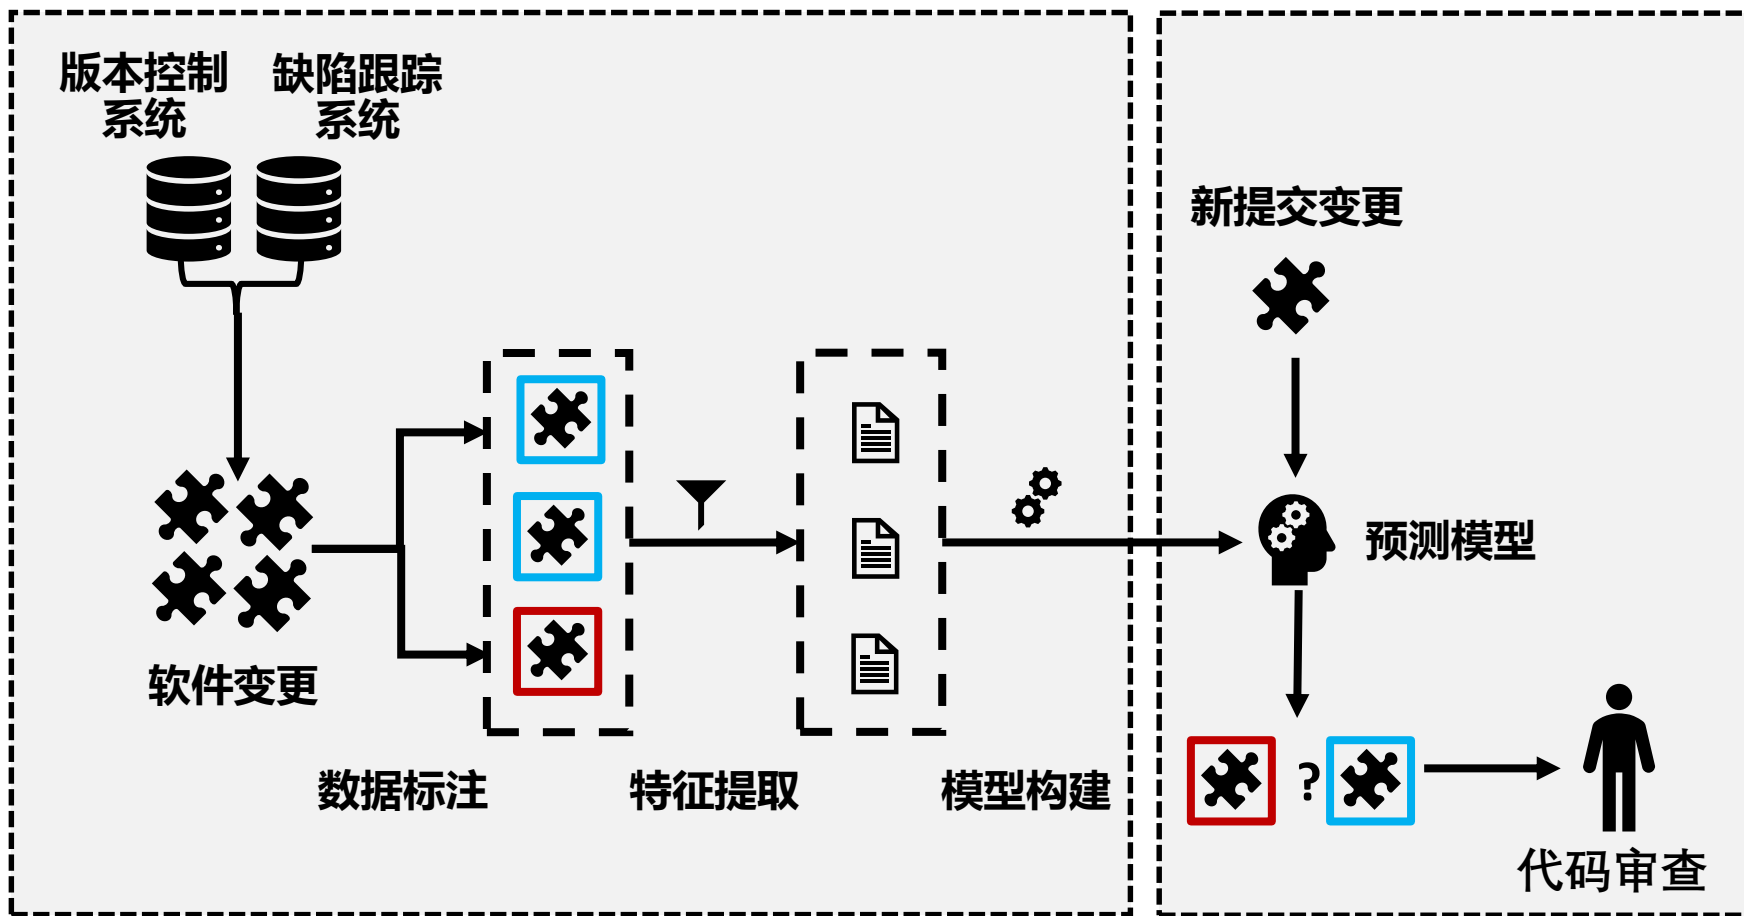 版本控制
系统
缺陷跟踪
系统
软件变更
数据标注
特征提取
模型构建
新提交变更
预测模型
?
代码审查